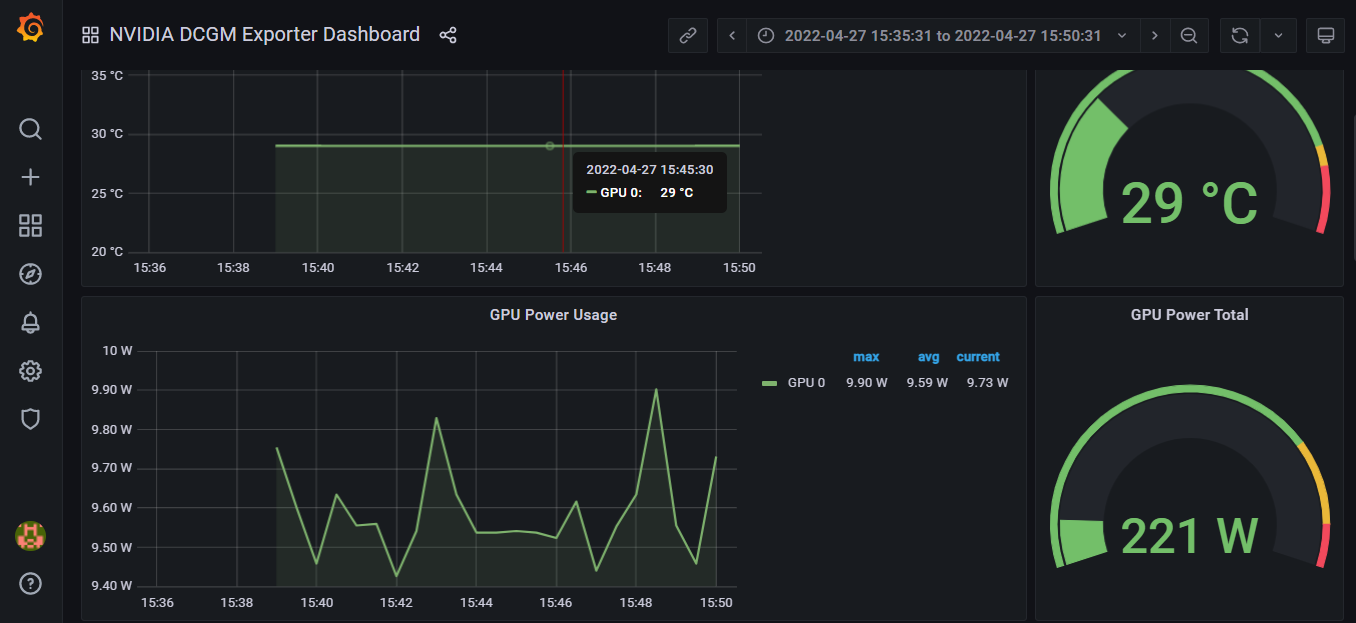 NVIDIA DCGM Exporter Dashboard
2022-04-27 15:35:31 to 2022-04-27 15:50:31
35 °C
30 °C
25 °C
20 °C
15:36 15:38 15:40 15:42 15:44 15:46 15:48 15:50
2022-04-27 15:45:30
GPU 0: 29 °C
29 °C
GPU Power Usage
10 W
9.90 W
9.80 W
9.70 W
9.60 W
9.50 W
9.40 W
15:36 15:38 15:40 15:42 15:44 15:46 15:48 15:50
max avg current
GPU 0 9.90 W 9.59 W 9.73 W
GPU Power Total
221 W